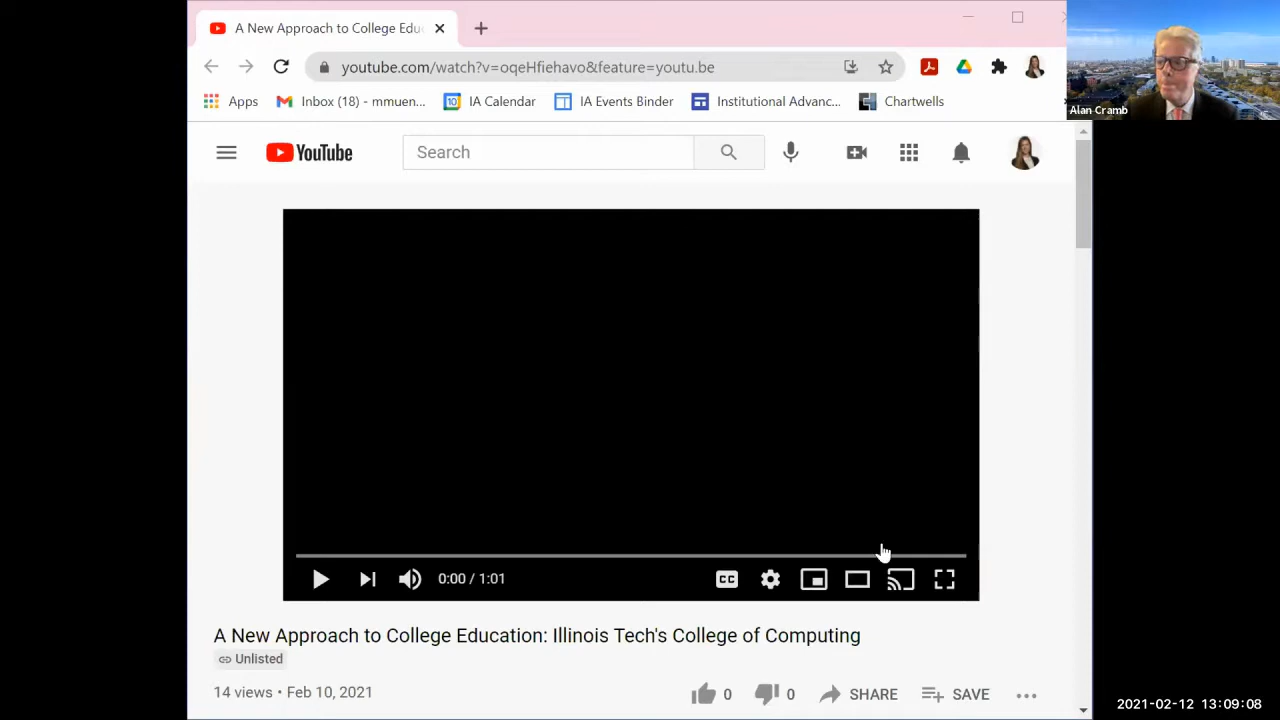 A New Approach to College Edu
youtube.com/watch?v=oqeHfiehavo&feature=youtu.be
Apps
Inbox (18) - mmuen...
10
IA Calendar
IA Events Binder
Institutional Advanc...
Chartwells
Alan Cramb
YouTube
Search
0:00 / 1:01
CC
A New Approach to College Education: Illinois Tech's College of Computing
Unlisted
14 views • Feb 10, 2021
0
0
SHARE
SAVE
2021-02-12 13:09:08